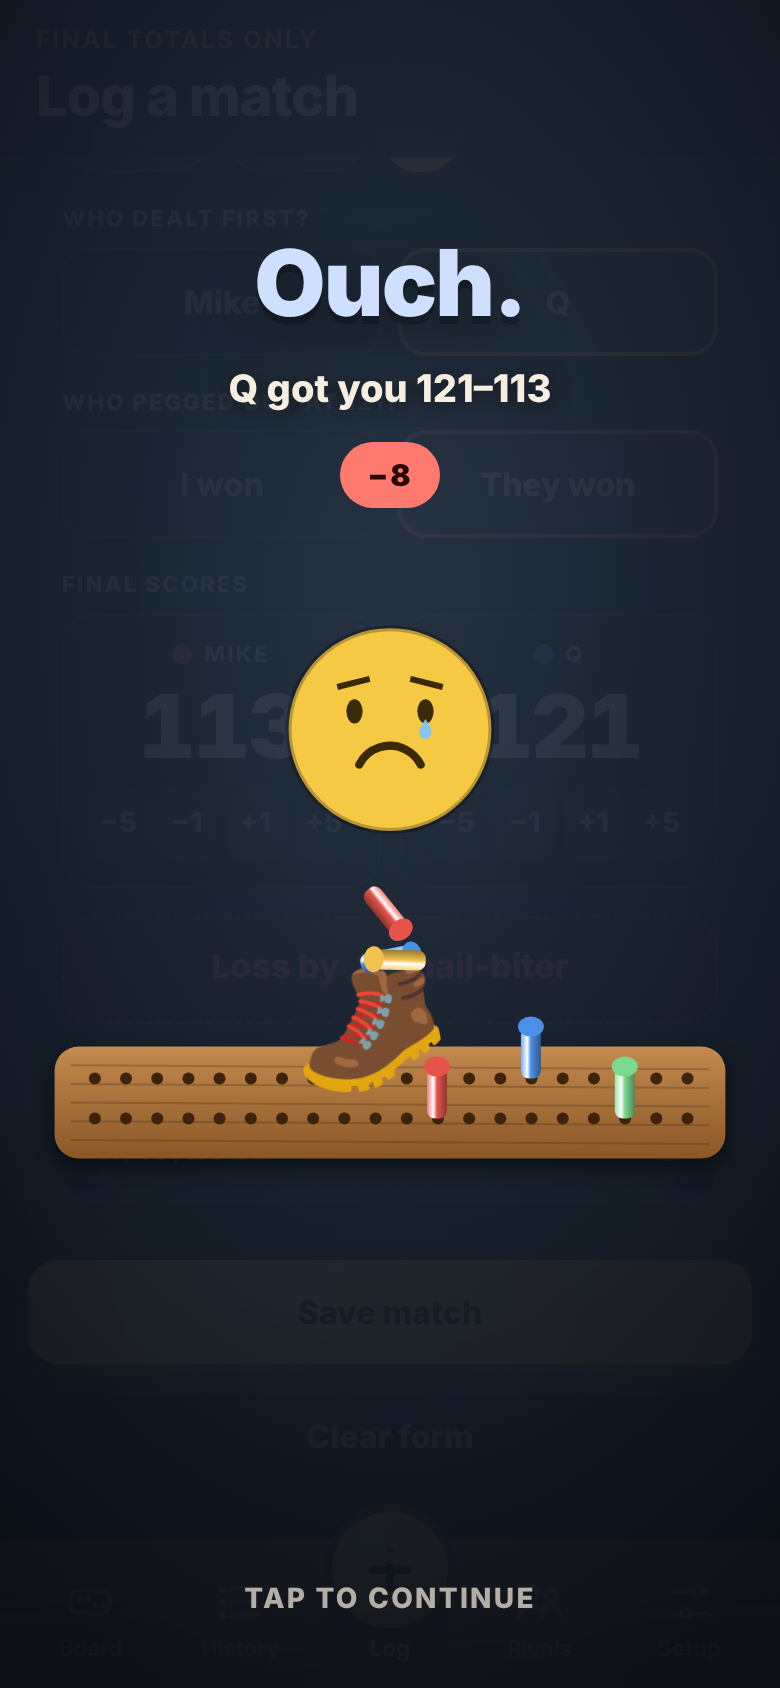 FINAL TOTALS ONLY
Log a match
WHO DEALT FIRST?
Mike
Q
Ouch.
Q got you 121–113
WHO PEGGED
I won
They won
−8
FINAL SCORES
MIKE
Q
113
121
−5 −1 +1 +5
−5 −1 +1 +5
Loss by
Save match
Clear form
TAP TO CONTINUE
Board
History
Log
Rivals
Setup